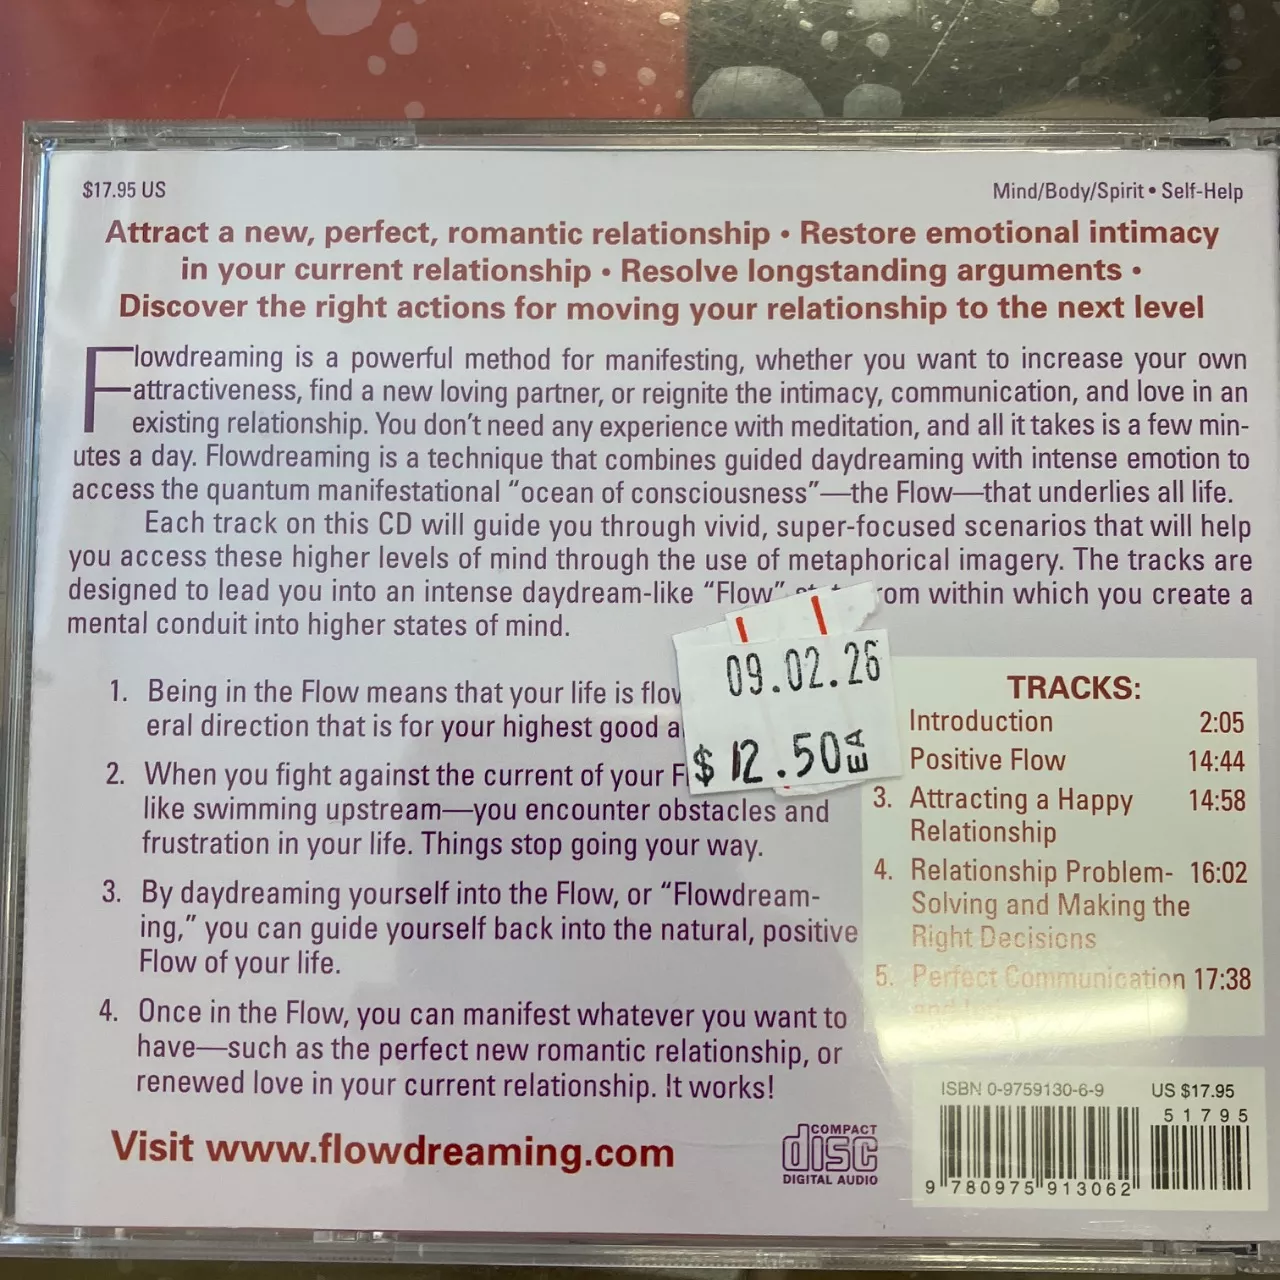 $17.95 US
Mind/Body/Spirit • Self-Help
Attract a new, perfect, romantic relationship • Restore emotional intimacy
in your current relationship • Resolve longstanding arguments •
Discover the right actions for moving your relationship to the next level
Flowdreaming is a powerful method for manifesting, whether you want to increase your own
attractiveness, find a new loving partner, or reignite the intimacy, communication, and love in an
existing relationship. You don't need any experience with meditation, and all it takes is a few min-
utes a day. Flowdreaming is a technique that combines guided daydreaming with intense emotion to
access the quantum manifestational "ocean of consciousness"—the Flow—that underlies all life.
Each track on this CD will guide you through vivid, super-focused scenarios that will help
you access these higher levels of mind through the use of metaphorical imagery. The tracks are
designed to lead you into an intense daydream-like "Flow" within which you create a
mental conduit into higher states of mind.
1. Being in the Flow means that your life is
eral direction that is for your highest good
2. When you fight against the current of your
like swimming upstream—you encounter obstacles and
frustration in your life. Things stop going your way.
3. By daydreaming yourself into the Flow, or "Flowdream-
ing," you can guide yourself back into the natural, positive
Flow of your life.
4. Once in the Flow, you can manifest whatever you want to
have—such as the perfect new romantic relationship, or
renewed love in your current relationship. It works!
Visit www.flowdreaming.com
COMPACT
disc
DIGITAL AUDIO
09.02.26
$ 12.50 EA
TRACKS:
Introduction 2:05
Positive Flow 14:44
3. Attracting a Happy 14:58
Relationship
4. Relationship Problem- 16:02
Solving and Making the
Right Decisions
5. Perfect Communication 17:38
and
ISBN 0-9759130-6-9 US $17.95
5 1 7 9 5
9 780975 913062